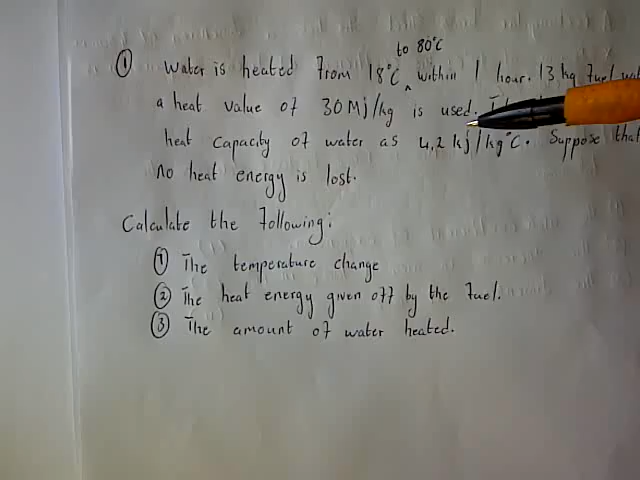 to 80°C
① Water is heated from 18°C ^ within 1 hour. 13 kg fuel
a heat value of 30 Mj/kg is used.
heat capacity of water as 4,2 kj/kg°C. Suppose that
no heat energy is lost.
Calculate the following:
① The temperature change
② The heat energy given off by the fuel.
③ The amount of water heated.